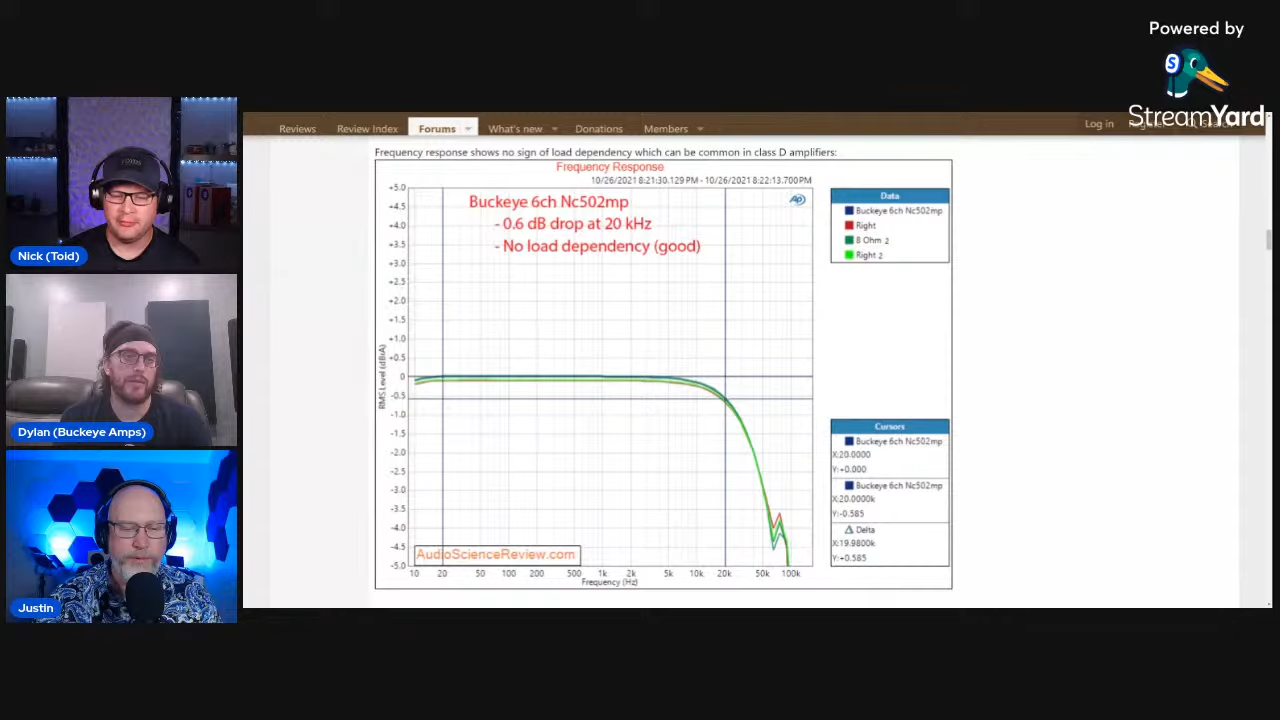 Powered by
StreamYard
Nick (Toid)
Dylan (Buckeye Amps)
Justin
Reviews
Review Index
Forums
What's new
Donations
Members
Log in
Frequency response shows no sign of load dependency which can be common in class D amplifiers:
Frequency Response
10/26/2021 8:21:30.129 PM - 10/26/2021 8:22:13.700 PM
Buckeye 6ch Nc502mp
- 0.6 dB drop at 20 kHz
- No load dependency (good)
AP
RMS Level (dBrA)
+5.0
+4.5
+4.0
+3.5
+3.0
+2.5
+2.0
+1.5
+1.0
+0.5
0
-0.5
-1.0
-1.5
-2.0
-2.5
-3.0
-3.5
-4.0
-4.5
-5.0
AudioScienceReview.com
10 20 50 100 200 500 1k 2k 5k 10k 20k 50k 100k
Frequency (Hz)
Data
Buckeye 6ch Nc502mp
Right
8 Ohm 2
Right 2
Cursors
Buckeye 6ch Nc502mp
X:20.0000
Y:+0.000
Buckeye 6ch Nc502mp
X:20.0000k
Y:-0.585
Delta
X:19.9800k
Y:+0.585